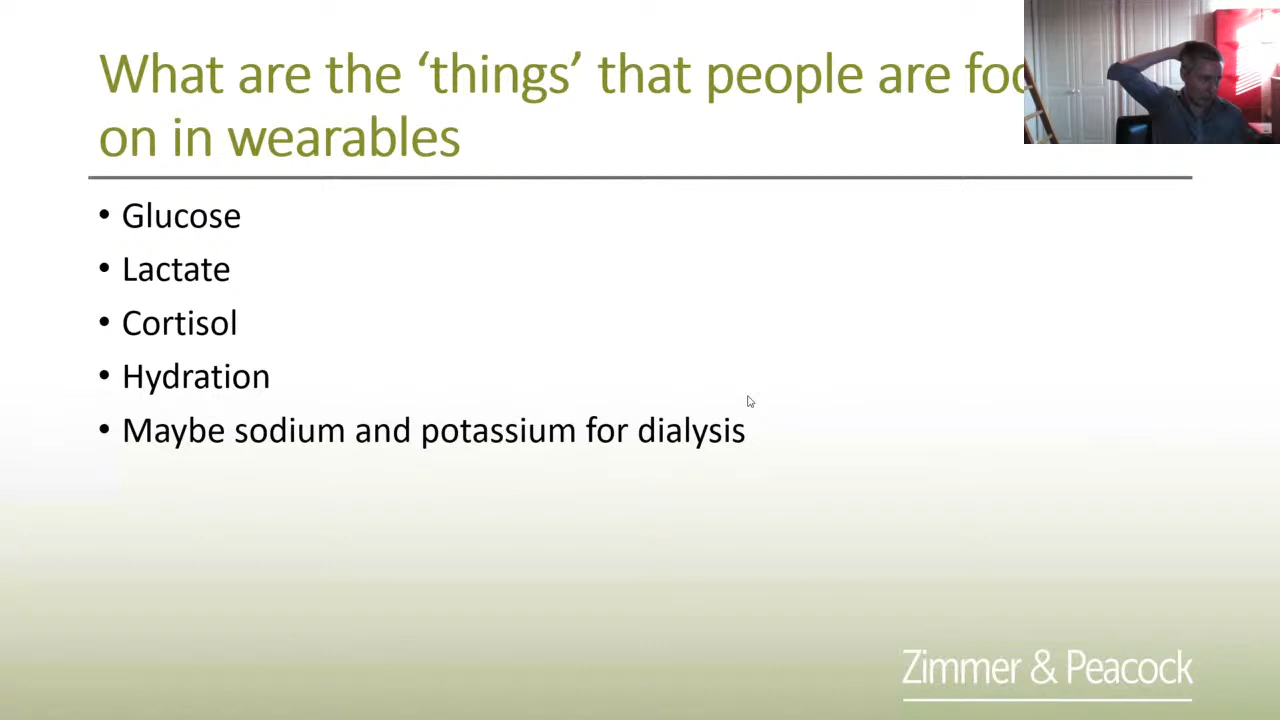 What are the ‘things’ that people are
on in wearables
• Glucose
• Lactate
• Cortisol
• Hydration
• Maybe sodium and potassium for dialysis
Zimmer & Peacock